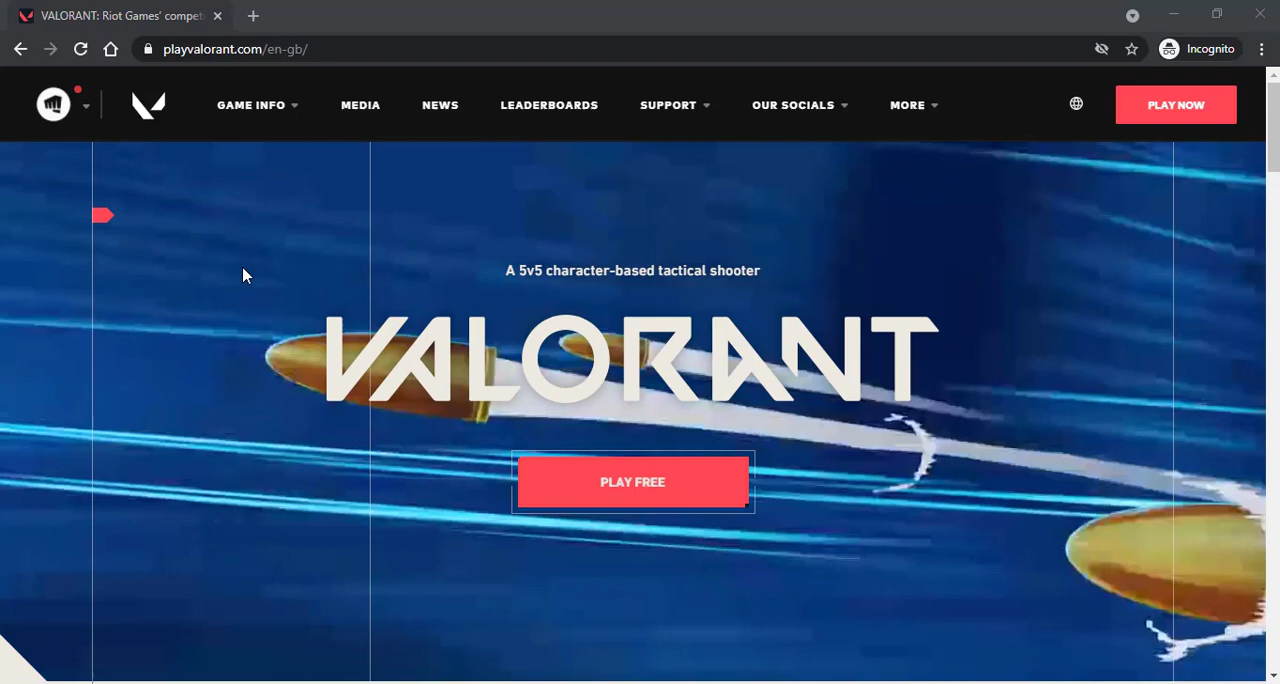 VALORANT: Riot Games' compet
playvalorant.com/en-gb/
Incognito
GAME INFO
MEDIA
NEWS
LEADERBOARDS
SUPPORT
OUR SOCIALS
MORE
PLAY NOW
A 5v5 character-based tactical shooter
VALORANT
PLAY FREE